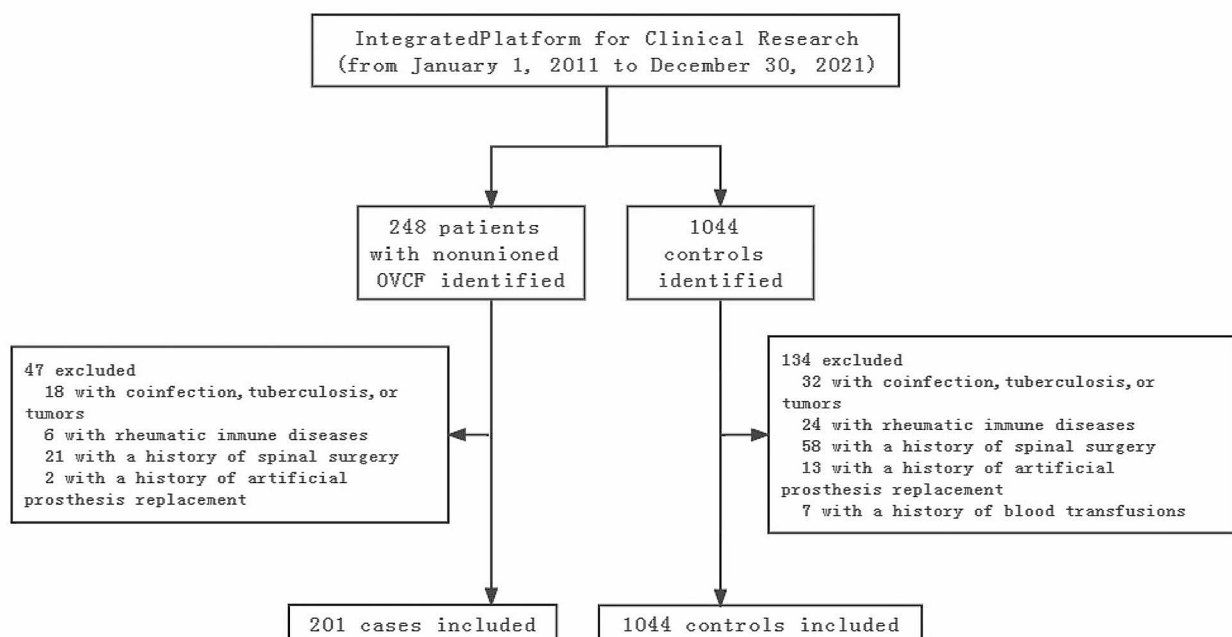 IntegratedPlatform for Clinical Research
(from January 1, 2011 to December 30, 2021)
248 patients
with nonunioned
OVCF identified
1044
controls
identified
47 excluded
18 with coinfection, tuberculosis, or
tumors
6 with rheumatic immune diseases
21 with a history of spinal surgery
2 with a history of artificial
prosthesis replacement
134 excluded
32 with coinfection, tuberculosis, or
tumors
24 with rheumatic immune diseases
58 with a history of spinal surgery
13 with a history of artificial
prosthesis replacement
7 with a history of blood transfusions
201 cases included
1044 controls included